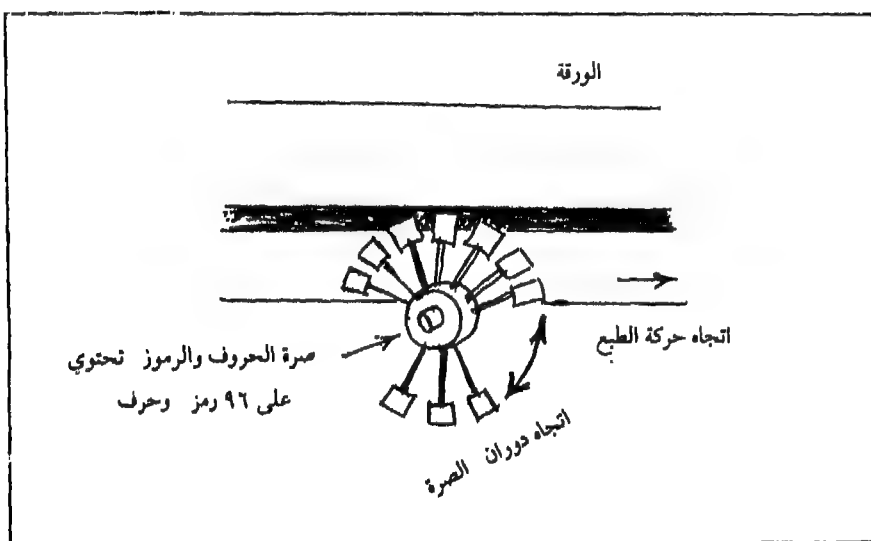 الورقة
اتجاه حركة الطبع
صرة الحروف والرموز تحتوي
على ٩٦ رمز وحرف
اتجاه دوران الصرة